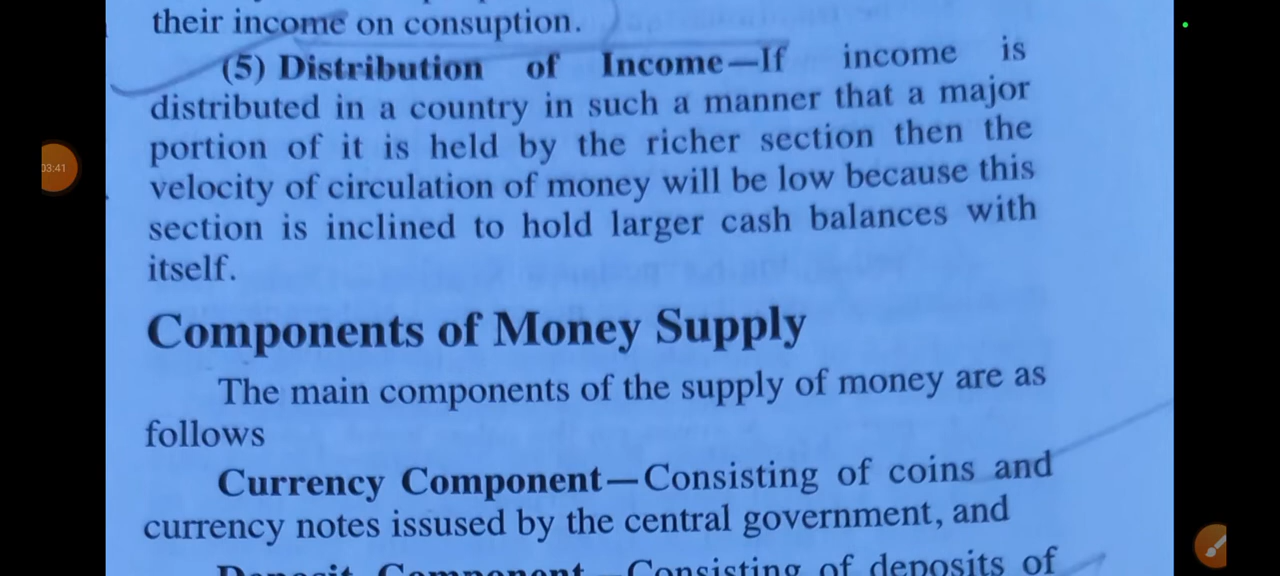 their income on consuption.
(5) Distribution of Income—If income is
distributed in a country in such a manner that a major
portion of it is held by the richer section then the
velocity of circulation of money will be low because this
section is inclined to hold larger cash balances with
itself.
Components of Money Supply
The main components of the supply of money are as
follows
Currency Component—Consisting of coins and
currency notes issused by the central government, and
Deposit Component—Consisting of deposits of
03:41